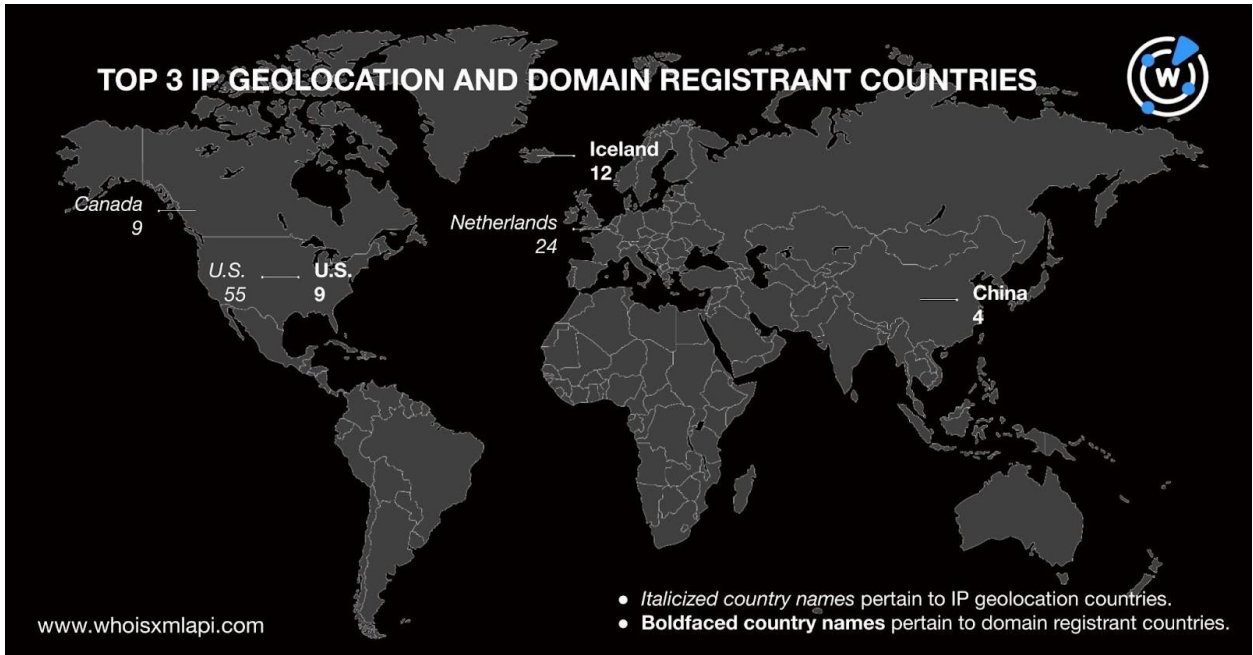 TOP 3 IP GEOLOCATION AND DOMAIN REGISTRANT COUNTRIES
W
Iceland
12
Canada
9
Netherlands
24
U.S.
55
U.S.
9
China
4
● Italicized country names pertain to IP geolocation countries.
● Boldfaced country names pertain to domain registrant countries.
www.whoisxmlapi.com